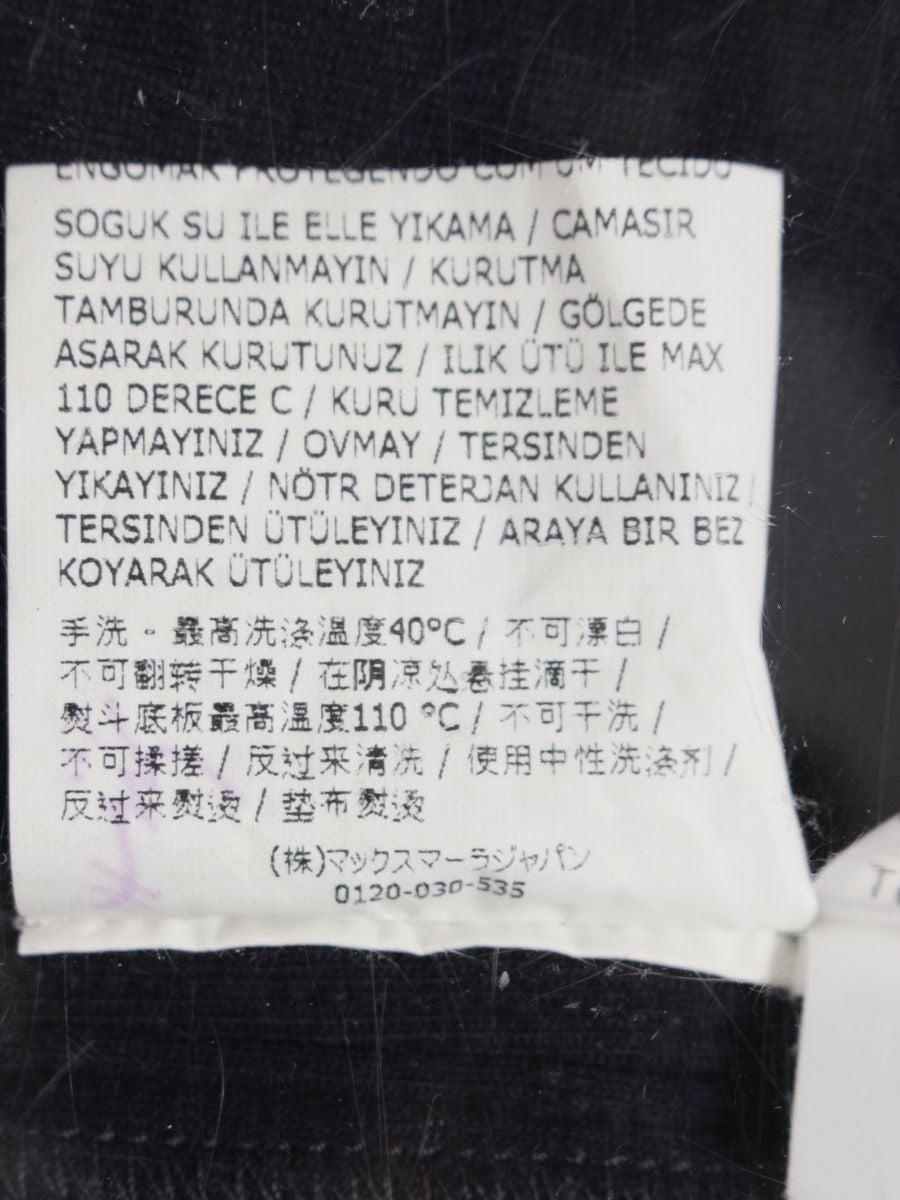 ENGOMAR PROTEGENDO COM UM TECIDO
SOGUK SU ILE ELLE YIKAMA / CAMASIR
SUYU KULLANMAYIN / KURUTMA
TAMBURUNDA KURUTMAYIN / GÖLGEDE
ASARAK KURUTUNUZ / ILIK ÜTÜ ILE MAX
110 DERECE C / KURU TEMIZLEME
YAPMAYINIZ / OVMAY / TERSINDEN
YIKAYINIZ / NÖTR DETERJAN KULLANINIZ /
TERSINDEN ÜTÜLEYINIZ / ARAYA BIR BEZ
KOYARAK ÜTÜLEYINIZ
手洗 - 最高洗涤温度40°C / 不可漂白 /
不可翻转干燥 / 在阴凉处悬挂滴干 /
熨斗底板最高温度110 °C / 不可干洗 /
不可揉搓 / 反过来清洗 / 使用中性洗涤剂 /
反过来熨烫 / 垫布熨烫
(株)マックスマーラジャパン
0120-030-535